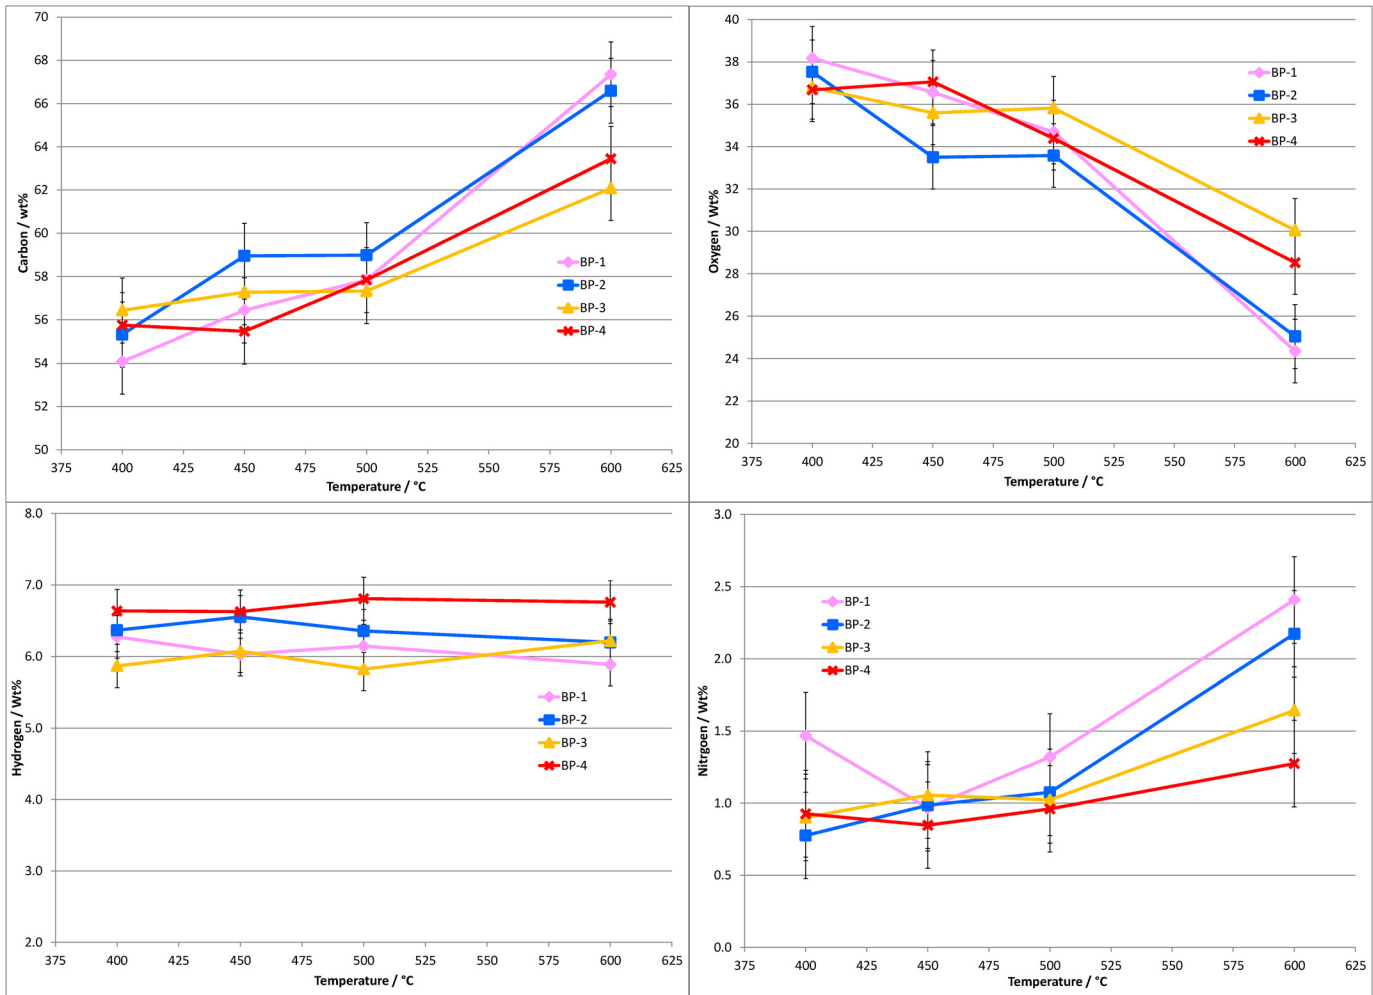 70
68
66
64
62
60
58
56
54
52
50
Carbon / wt%
375 400 425 450 475 500 525 550 575 600 625
Temperature / °C
BP-1
BP-2
BP-3
BP-4
40
38
36
34
32
30
28
26
24
22
20
Oxygen / Wt%
375 400 425 450 475 500 525 550 575 600 625
Temperature / °C
BP-1
BP-2
BP-3
BP-4
8.0
7.0
6.0
5.0
4.0
3.0
2.0
Hydrogen / Wt%
375 400 425 450 475 500 525 550 575 600 625
Temperature / °C
BP-1
BP-2
BP-3
BP-4
3.0
2.5
2.0
1.5
1.0
0.5
0.0
Nitrgoen / Wt%
375 400 425 450 475 500 525 550 575 600 625
Temperature / °C
BP-1
BP-2
BP-3
BP-4